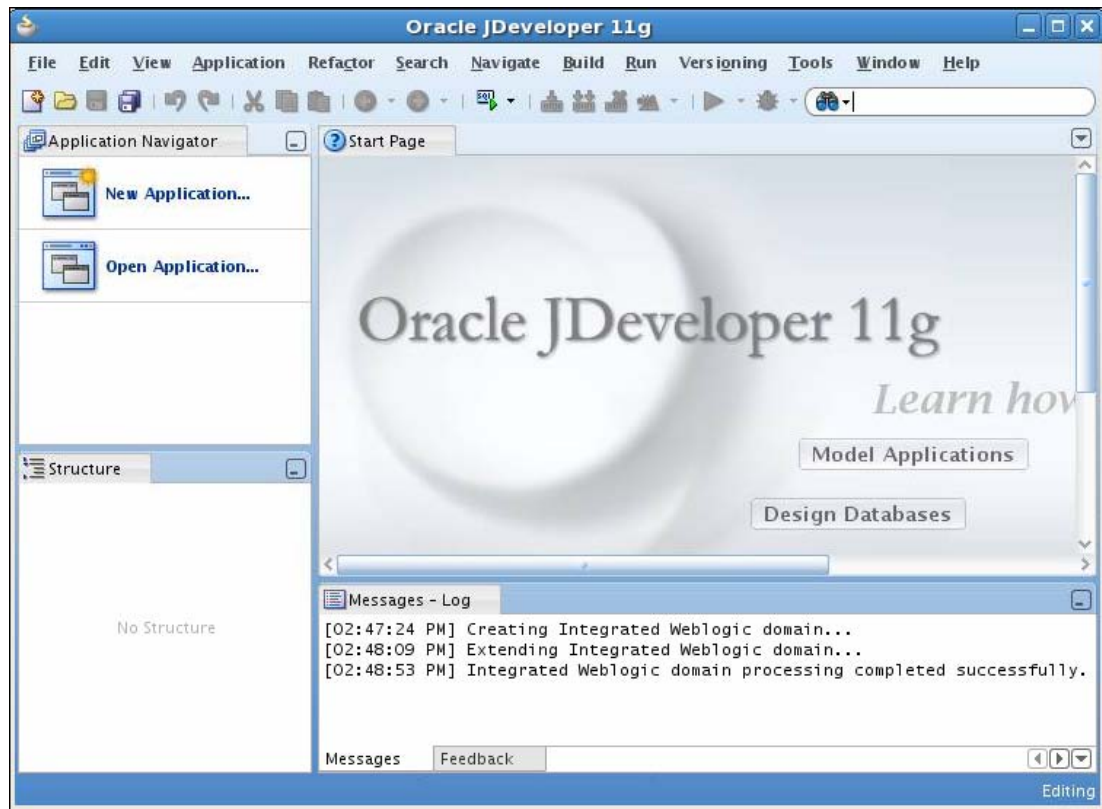 Oracle JDeveloper 11g
File Edit View Application Refactor Search Navigate Build Run Versioning Tools Window Help
SQL
Application Navigator
New Application...
Open Application...
Structure
No Structure
Start Page
Oracle JDeveloper 11g
Learn how
Model Applications
Design Databases
Messages - Log
[02:47:24 PM] Creating Integrated Weblogic domain...
[02:48:09 PM] Extending Integrated Weblogic domain...
[02:48:53 PM] Integrated Weblogic domain processing completed successfully.
Messages Feedback
Editing